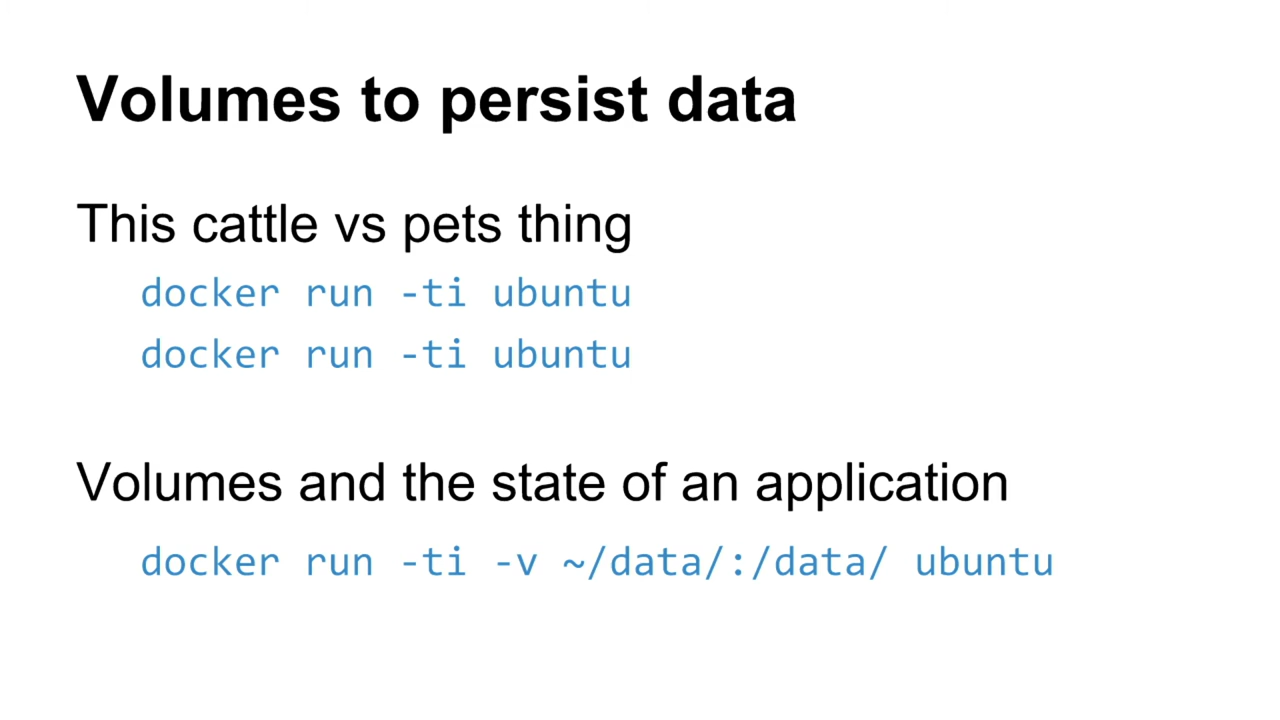 Volumes to persist data
This cattle vs pets thing
docker run -ti ubuntu
docker run -ti ubuntu
Volumes and the state of an application
docker run -ti -v ~/data/:/data/ ubuntu